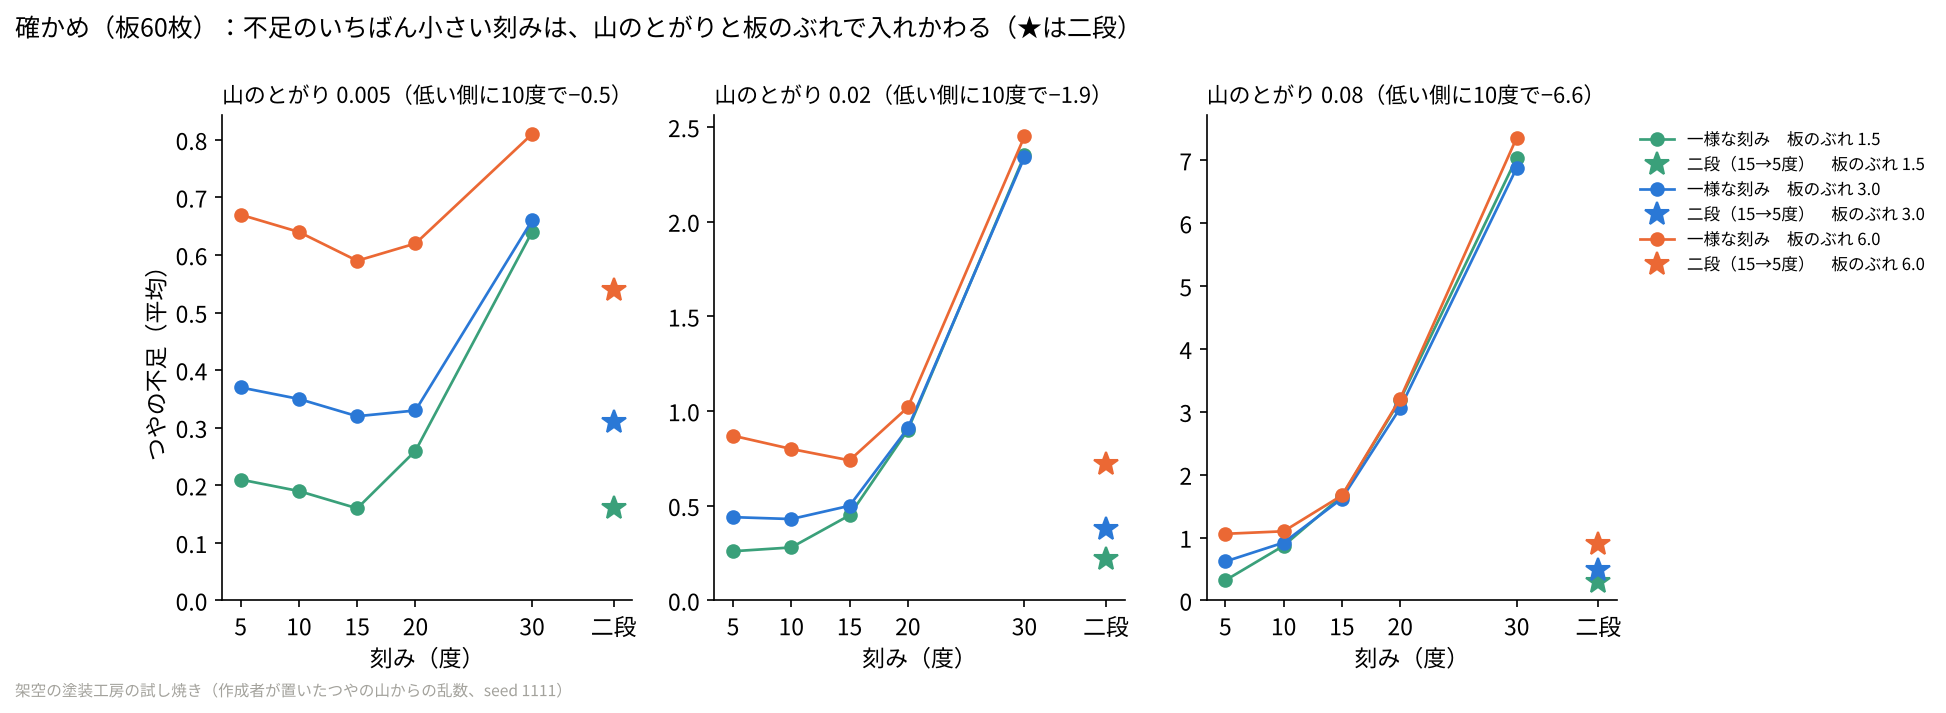 確かめ（板60枚）：不足のいちばん小さい刻みは、山のとがりと板のぶれで入れかわる（★は二段）
山のとがり 0.005（低い側に10度で−0.5）
山のとがり 0.02（低い側に10度で−1.9）
山のとがり 0.08（低い側に10度で−6.6）
つやの不足（平均）
0.8
0.7
0.6
0.5
0.4
0.3
0.2
0.1
0.0
5 10 15 20 30 二段
刻み（度）
2.5
2.0
1.5
1.0
0.5
0.0
5 10 15 20 30 二段
刻み（度）
7
6
5
4
3
2
1
0
5 10 15 20 30 二段
刻み（度）
一様な刻み　板のぶれ 1.5
二段（15→5度）　板のぶれ 1.5
一様な刻み　板のぶれ 3.0
二段（15→5度）　板のぶれ 3.0
一様な刻み　板のぶれ 6.0
二段（15→5度）　板のぶれ 6.0
架空の塗装工房の試し焼き（作成者が置いたつやの山からの乱数、seed 1111）